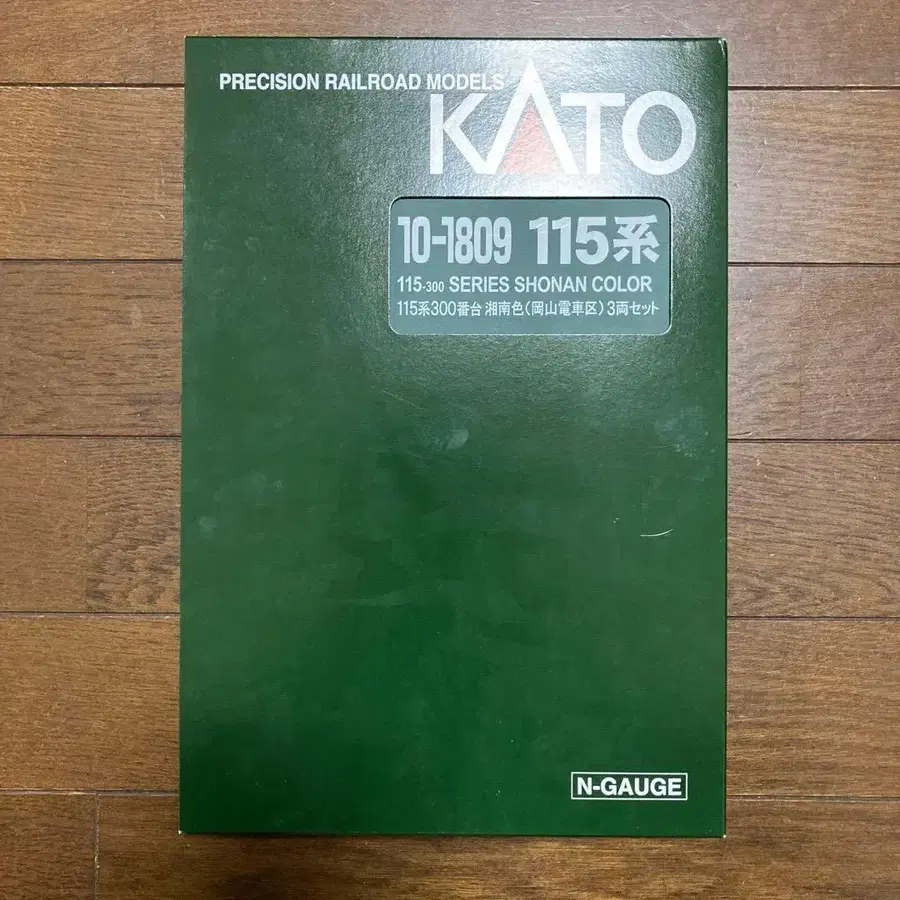 PRECISION RAILROAD MODELS
KATO
10-1809 115系
115-300 SERIES SHONAN COLOR
115系300番台 湘南色(岡山電車区)3両セット
N-GAUGE